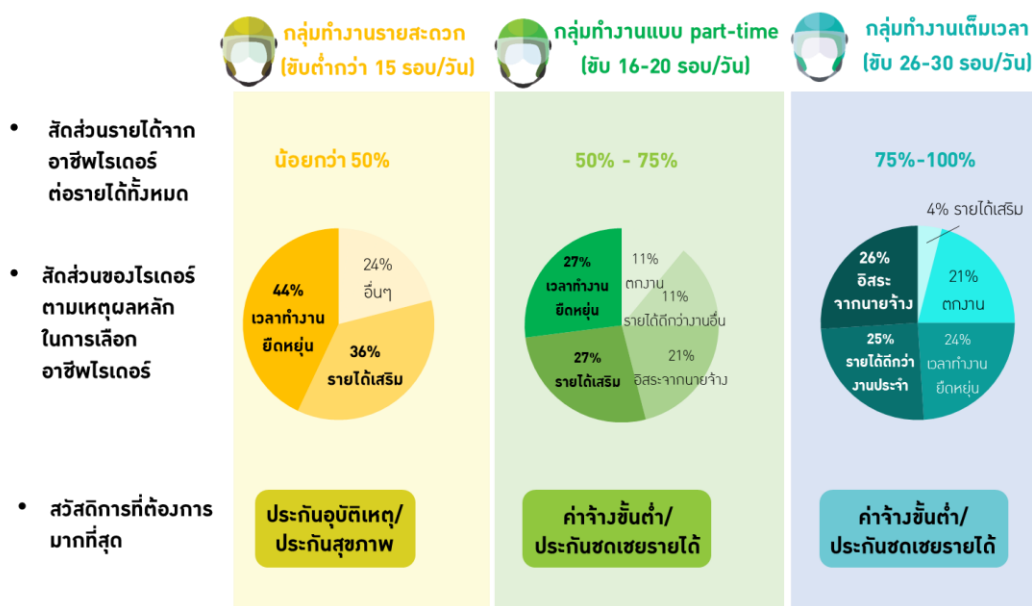 กลุ่มทำงานรายสะดวก
(ขับต่ำกว่า 15 รอบ/วัน)
กลุ่มทำงานแบบ part-time
(ขับ 16-20 รอบ/วัน)
กลุ่มทำงานเต็มเวลา
(ขับ 26-30 รอบ/วัน)
• สัดส่วนรายได้จาก
อาชีพไรเดอร์
ต่อรายได้ทั้งหมด
น้อยกว่า 50%
50% - 75%
75%-100%
• สัดส่วนของไรเดอร์
ตามเหตุผลหลัก
ในการเลือก
อาชีพไรเดอร์
24%
อื่นๆ
44%
เวลาทำงาน
ยืดหยุ่น
36%
รายได้เสริม
27%
เวลาทำงาน
ยืดหยุ่น
11%
ตกงาน
11%
รายได้ดีกว่างานอื่น
27%
รายได้เสริม
21%
อิสระจากนายจ้าง
4% รายได้เสริม
26%
อิสระ
จากนายจ้าง
21%
ตกงาน
25%
รายได้ดีกว่า
งานประจำ
24%
เวลาทำงาน
ยืดหยุ่น
• สวัสดิการที่ต้องการ
มากที่สุด
ประกันอุบัติเหตุ/
ประกันสุขภาพ
ค่าจ้างขั้นต่ำ/
ประกันชดเชยรายได้
ค่าจ้างขั้นต่ำ/
ประกันชดเชยรายได้